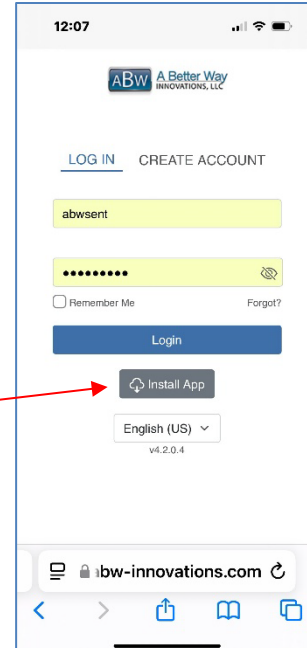 12:07
ABW A Better Way
INNOVATIONS, LLC
LOG IN CREATE ACCOUNT
abwsent
•••••••••
Remember Me Forgot?
Login
Install App
English (US)
v4.2.0.4
bw-innovations.com